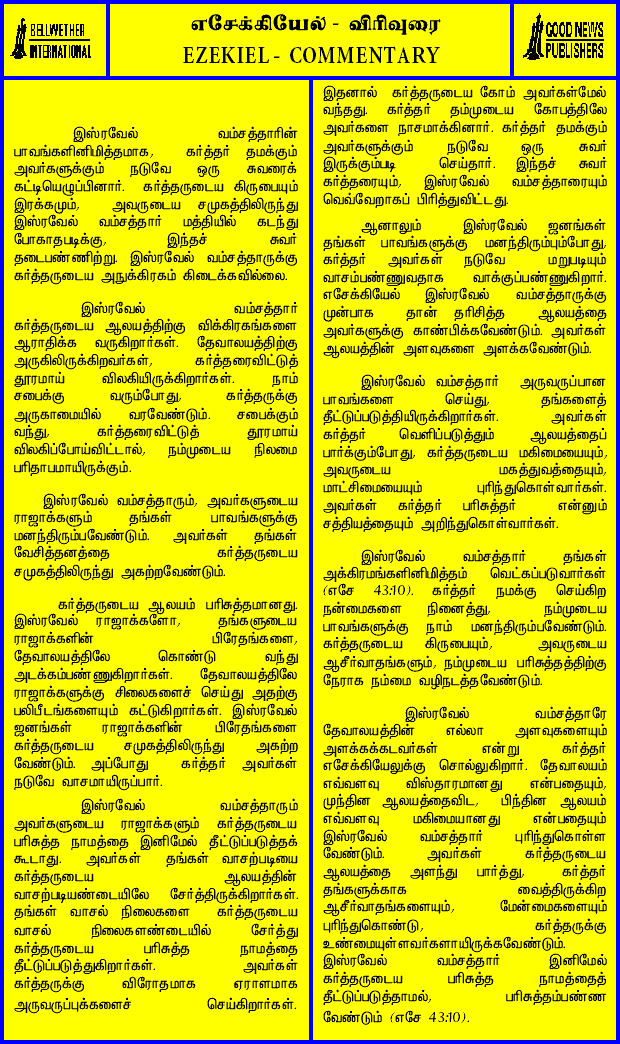 BELLWETHER
INTERNATIONAL
எசேக்கியேல் - விரிவுரை
EZEKIEL - COMMENTARY
GOOD NEWS
PUBLISHERS
இஸ்ரவேல் வம்சத்தாரின்
பாவங்களினிமித்தமாக, கர்த்தர் தமக்கும்
அவர்களுக்கும் நடுவே ஒரு சுவரைக்
கட்டியெழுப்பினார். கர்த்தருடைய கிருபையும்
இரக்கமும், அவருடைய சமுகத்திலிருந்து
இஸ்ரவேல் வம்சத்தார் மத்தியில் கடந்து
போகாதபடிக்கு, இந்தச் சுவர்
தடைபண்ணிற்று. இஸ்ரவேல் வம்சத்தாருக்கு
கர்த்தருடைய அநுக்கிரகம் கிடைக்கவில்லை.
இஸ்ரவேல் வம்சத்தார்
கர்த்தருடைய ஆலயத்திற்கு விக்கிரகங்களை
ஆராதிக்க வருகிறார்கள். தேவாலயத்திற்கு
அருகிலிருக்கிறவர்கள், கர்த்தரைவிட்டுத்
தூரமாய் விலகியிருக்கிறார்கள். நாம்
சபைக்கு வரும்போது, கர்த்தருக்கு
அருகாமையில் வரவேண்டும். சபைக்கும்
வந்து, கர்த்தரைவிட்டுத் தூரமாய்
விலகிப்போய்விட்டால், நம்முடைய நிலமை
பரிதாபமாயிருக்கும்.
இஸ்ரவேல் வம்சத்தாரும், அவர்களுடைய
ராஜாக்களும் தங்கள் பாவங்களுக்கு
மனந்திரும்பவேண்டும். அவர்கள் தங்கள்
வேசித்தனத்தை கர்த்தருடைய
சமுகத்திலிருந்து அகற்றவேண்டும்.
கர்த்தருடைய ஆலயம் பரிசுத்தமானது.
இஸ்ரவேல் ராஜாக்களோ, தங்களுடைய
ராஜாக்களின் பிரேதங்களை,
தேவாலயத்திலே கொண்டு வந்து
அடக்கம்பண்ணுகிறார்கள். தேவாலயத்திலே
ராஜாக்களுக்கு சிலைகளைச் செய்து அதற்கு
பலிபீடங்களையும் கட்டுகிறார்கள். இஸ்ரவேல்
ஜனங்கள் ராஜாக்களின் பிரேதங்களை
கர்த்தருடைய சமுகத்திலிருந்து அகற்ற
வேண்டும். அப்போது கர்த்தர் அவர்கள்
நடுவே வாசமாயிருப்பார்.
இஸ்ரவேல் வம்சத்தாரும்
அவர்களுடைய ராஜாக்களும் கர்த்தருடைய
பரிசுத்த நாமத்தை இனிமேல் தீட்டுப்படுத்தக்
கூடாது. அவர்கள் தங்கள் வாசற்படியை
கர்த்தருடைய ஆலயத்தின்
வாசற்படியண்டையிலே சேர்த்திருக்கிறார்கள்.
தங்கள் வாசல் நிலைகளை கர்த்தருடைய
வாசல் நிலைகளண்டையில் சேர்த்து
கர்த்தருடைய பரிசுத்த நாமத்தை
தீட்டுப்படுத்துகிறார்கள். அவர்கள்
கர்த்தருக்கு விரோதமாக ஏராளமாக
அருவருப்புக்களைச் செய்கிறார்கள்.
இதனால் கர்த்தருடைய கோம் அவர்கள்மேல்
வந்தது. கர்த்தர் தம்முடைய கோபத்திலே
அவர்களை நாசமாக்கினார். கர்த்தர் தமக்கும்
அவர்களுக்கும் நடுவே ஒரு சுவர்
இருக்கும்படி செய்தார். இந்தச் சுவர்
கர்த்தரையும், இஸ்ரவேல் வம்சத்தாரையும்
வெவ்வேறாகப் பிரித்துவிட்டது.
ஆனாலும் இஸ்ரவேல் ஜனங்கள்
தங்கள் பாவங்களுக்கு மனந்திரும்பும்போது,
கர்த்தர் அவர்கள் நடுவே மறுபடியும்
வாசம்பண்ணுவதாக வாக்குப்பண்ணுகிறார்.
எசேக்கியேல் இஸ்ரவேல் வம்சத்தாருக்கு
முன்பாக தான் தரிசித்த ஆலயத்தை
அவர்களுக்கு காண்பிக்கவேண்டும். அவர்கள்
ஆலயத்தின் அளவுகளை அளக்கவேண்டும்.
இஸ்ரவேல் வம்சத்தார் அருவருப்பான
பாவங்களை செய்து, தங்களைத்
தீட்டுப்படுத்தியிருக்கிறார்கள். அவர்கள்
கர்த்தர் வெளிப்படுத்தும் ஆலயத்தைப்
பார்க்கும்போது, கர்த்தருடைய மகிமையையும்,
அவருடைய மகத்துவத்தையும்,
மாட்சிமையையும் புரிந்துகொள்வார்கள்.
அவர்கள் கர்த்தர் பரிசுத்தர் என்னும்
சத்தியத்தையும் அறிந்துகொள்வார்கள்.
இஸ்ரவேல் வம்சத்தார் தங்கள்
அக்கிரமங்களினிமித்தம் வெட்கப்படுவார்கள்
(எசே 43:10). கர்த்தர் நமக்கு செய்கிற
நன்மைகளை நினைத்து, நம்முடைய
பாவங்களுக்கு நாம் மனந்திரும்பவேண்டும்.
கர்த்தருடைய கிருபையும், அவருடைய
ஆசீர்வாதங்களும், நம்முடைய பரிசுத்தத்திற்கு
நேராக நம்மை வழிநடத்தவேண்டும்.
இஸ்ரவேல் வம்சத்தாரே
தேவாலயத்தின் எல்லா அளவுகளையும்
அளக்கக்கடவர்கள் என்று கர்த்தர்
எசேக்கியேலுக்கு சொல்லுகிறார். தேவாலயம்
எவ்வளவு விஸ்தாரமானது என்பதையும்,
முந்தின ஆலயத்தைவிட, பிந்தின ஆலயம்
எவ்வளவு மகிமையானது என்பதையும்
இஸ்ரவேல் வம்சத்தார் புரிந்துகொள்ள
வேண்டும். அவர்கள் கர்த்தருடைய
ஆலயத்தை அளந்து பார்த்து, கர்த்தர்
தங்களுக்காக வைத்திருக்கிற
ஆசீர்வாதங்களையும், மேன்மைகளையும்
புரிந்துகொண்டு, கர்த்தருக்கு
உண்மையுள்ளவர்களாயிருக்கவேண்டும்.
இஸ்ரவேல் வம்சத்தார் இனிமேல்
கர்த்தருடைய பரிசுத்த நாமத்தைத்
தீட்டுப்படுத்தாமல், பரிசுத்தம்பண்ண
வேண்டும் (எசே 43:10).